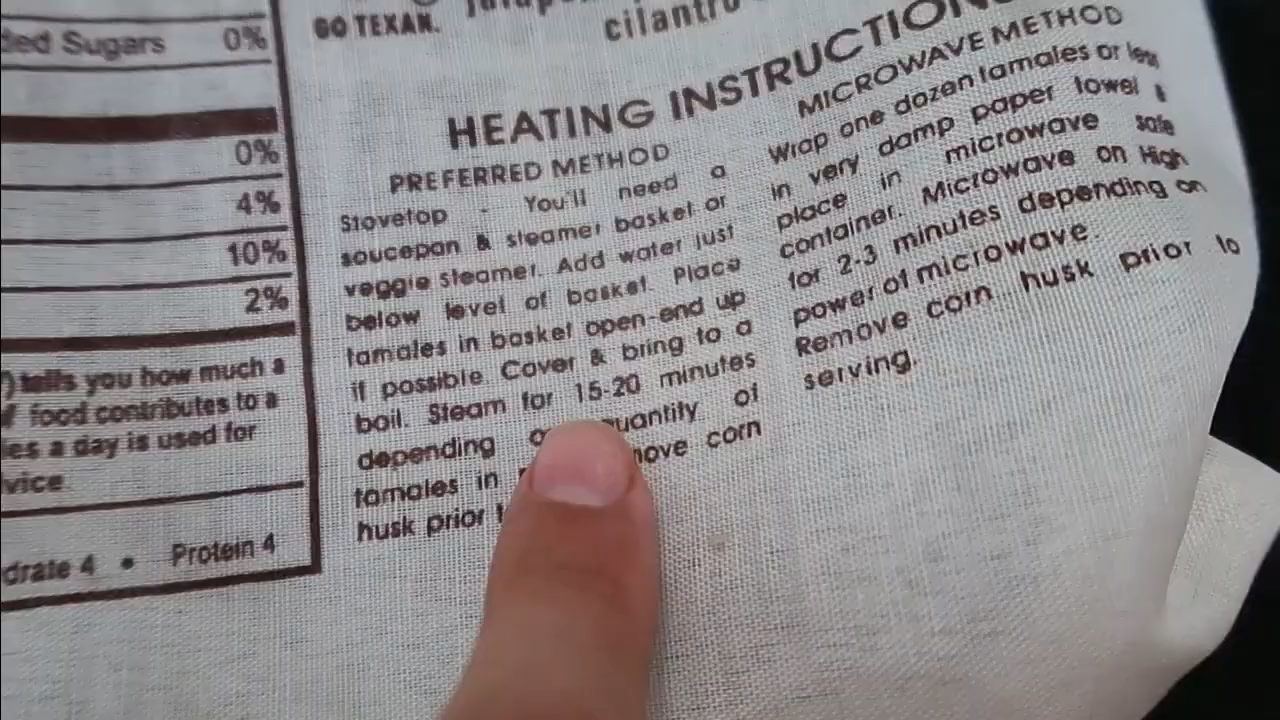 ded Sugars 0%
0%
4%
10%
2%
) tells you how much a
f food contributes to a
ies a day is used for
vice
drate 4 • Protein 4
GO TEXAN.
cilantro
HEATING INSTRUCTIONS
PREFERRED METHOD
Stovetop - You'll need a
soucepan & steamer basket or
veggie steamer. Add water just
below level of basket. Place
tamales in basket open-end up
if possible Cover & bring to a
boil. Steam for 15-20 minutes
depending quantity of
tamales in move corn
husk prior
MICROWAVE METHOD
Wrap one dozen tamales or less
in very damp paper towel &
place in microwave safe
container. Microwave on High
for 2-3 minutes depending on
power of microwave.
Remove corn husk prior to
serving.